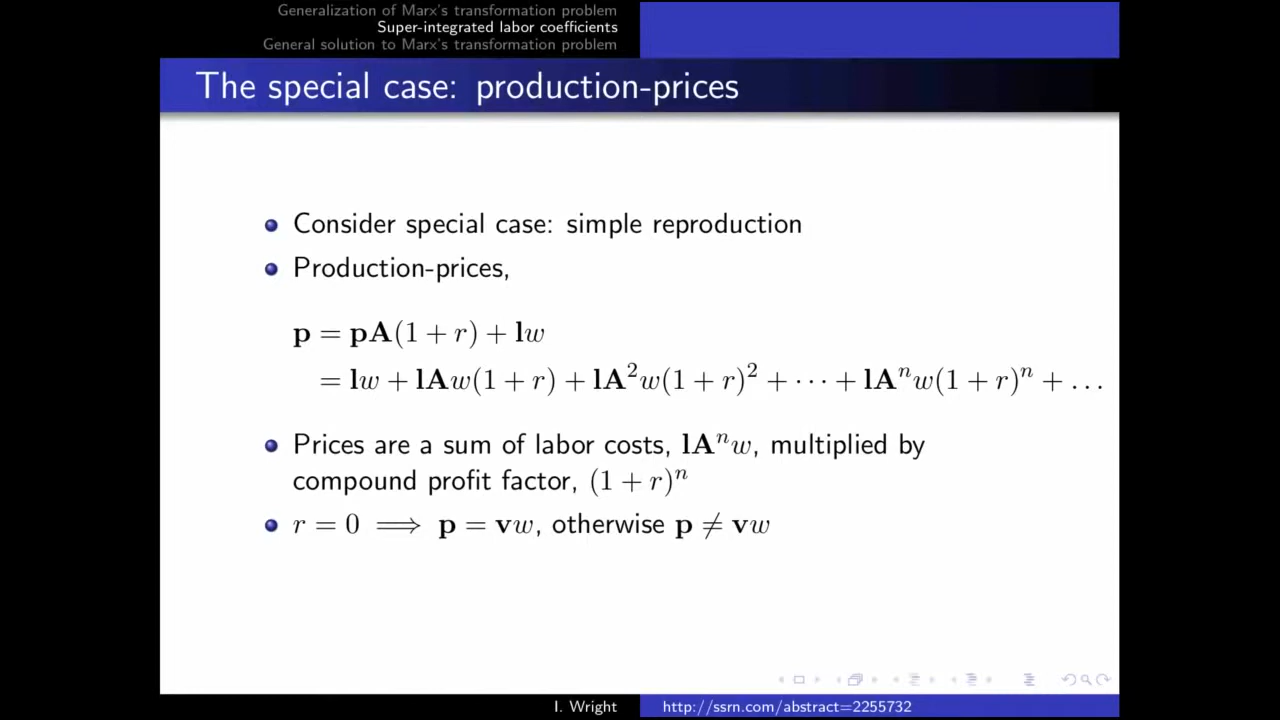 Generalization of Marx's transformation problem
Super-integrated labor coefficients
General solution to Marx's transformation problem
The special case: production-prices
Consider special case: simple reproduction
Production-prices,
p = pA(1 + r) + lw
= lw + lAw(1 + r) + lA²w(1 + r)² + ⋯ + lAⁿw(1 + r)ⁿ + …
Prices are a sum of labor costs, lAⁿw, multiplied by
compound profit factor, (1 + r)ⁿ
r = 0 ⟹ p = vw, otherwise p ≠ vw
I. Wright
http://ssrn.com/abstract=2255732